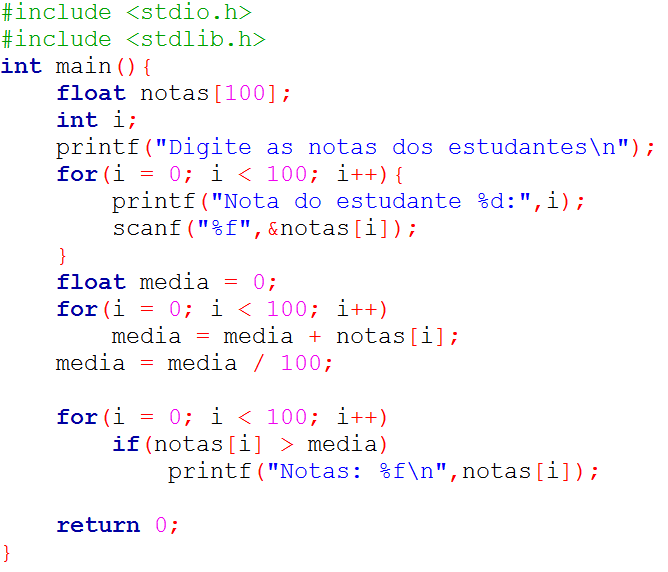 #include <stdio.h>
#include <stdlib.h>
int main(){
    float notas[100];
    int i;
    printf("Digite as notas dos estudantes\n");
    for(i = 0; i < 100; i++){
        printf("Nota do estudante %d:",i);
        scanf("%f",&notas[i]);
    }
    float media = 0;
    for(i = 0; i < 100; i++)
        media = media + notas[i];
    media = media / 100;

    for(i = 0; i < 100; i++)
        if(notas[i] > media)
            printf("Notas: %f\n",notas[i]);

    return 0;
}